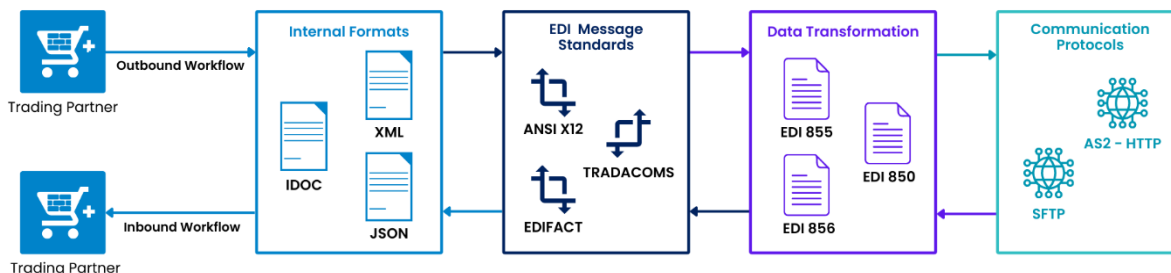 Trading Partner
Outbound Workflow
Trading Partner
Inbound Workflow
Internal Formats
XML
IDOC
JSON
EDI Message
Standards
ANSI X12
TRADACOMS
EDIFACT
Data Transformation
EDI 855
EDI 850
EDI 856
Communication
Protocols
AS2 - HTTP
SFTP